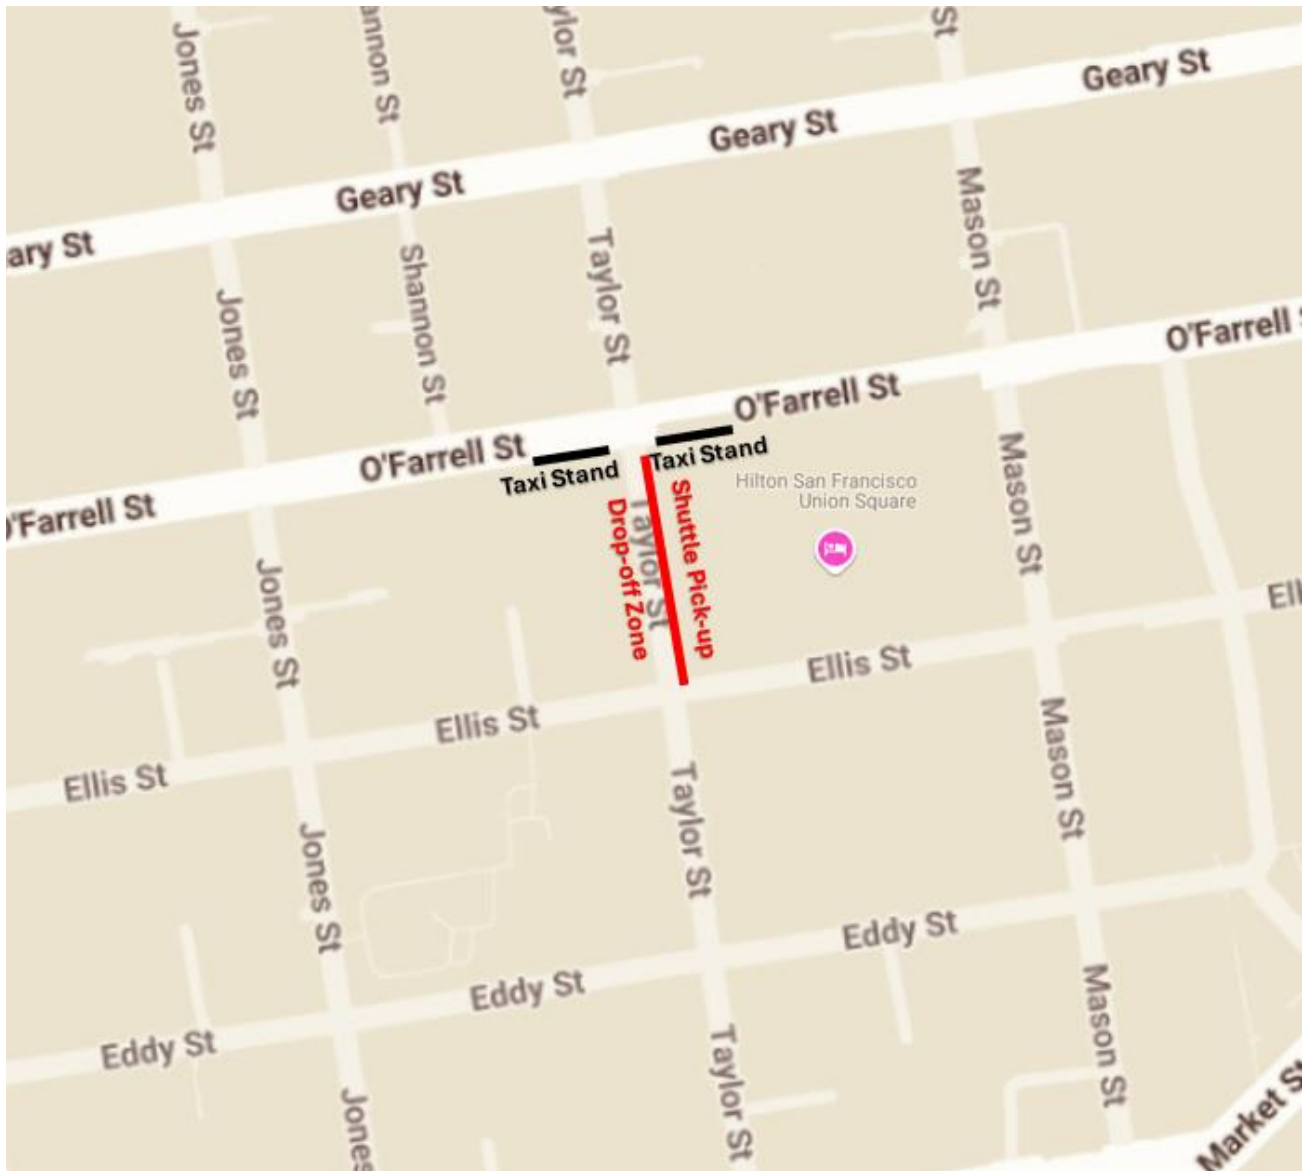 Jones St
annon St
ylor St
St
Geary St
Geary St
Geary St
ary St
Jones St
Shannon St
Taylor St
Mason St
O'Farrell S
O'Farrell St
O'Farrell St
'Farrell St
Taxi Stand
Taxi Stand
Hilton San Francisco
Union Square
Shuttle Pick-up
Drop-off Zone
Taylor St
Mason St
Jones St
Ell
Ellis St
Ellis St
Ellis St
Taylor St
Mason St
Jones St
Eddy St
Eddy St
Eddy St
Taylor St
Mason St
Jones
Market St